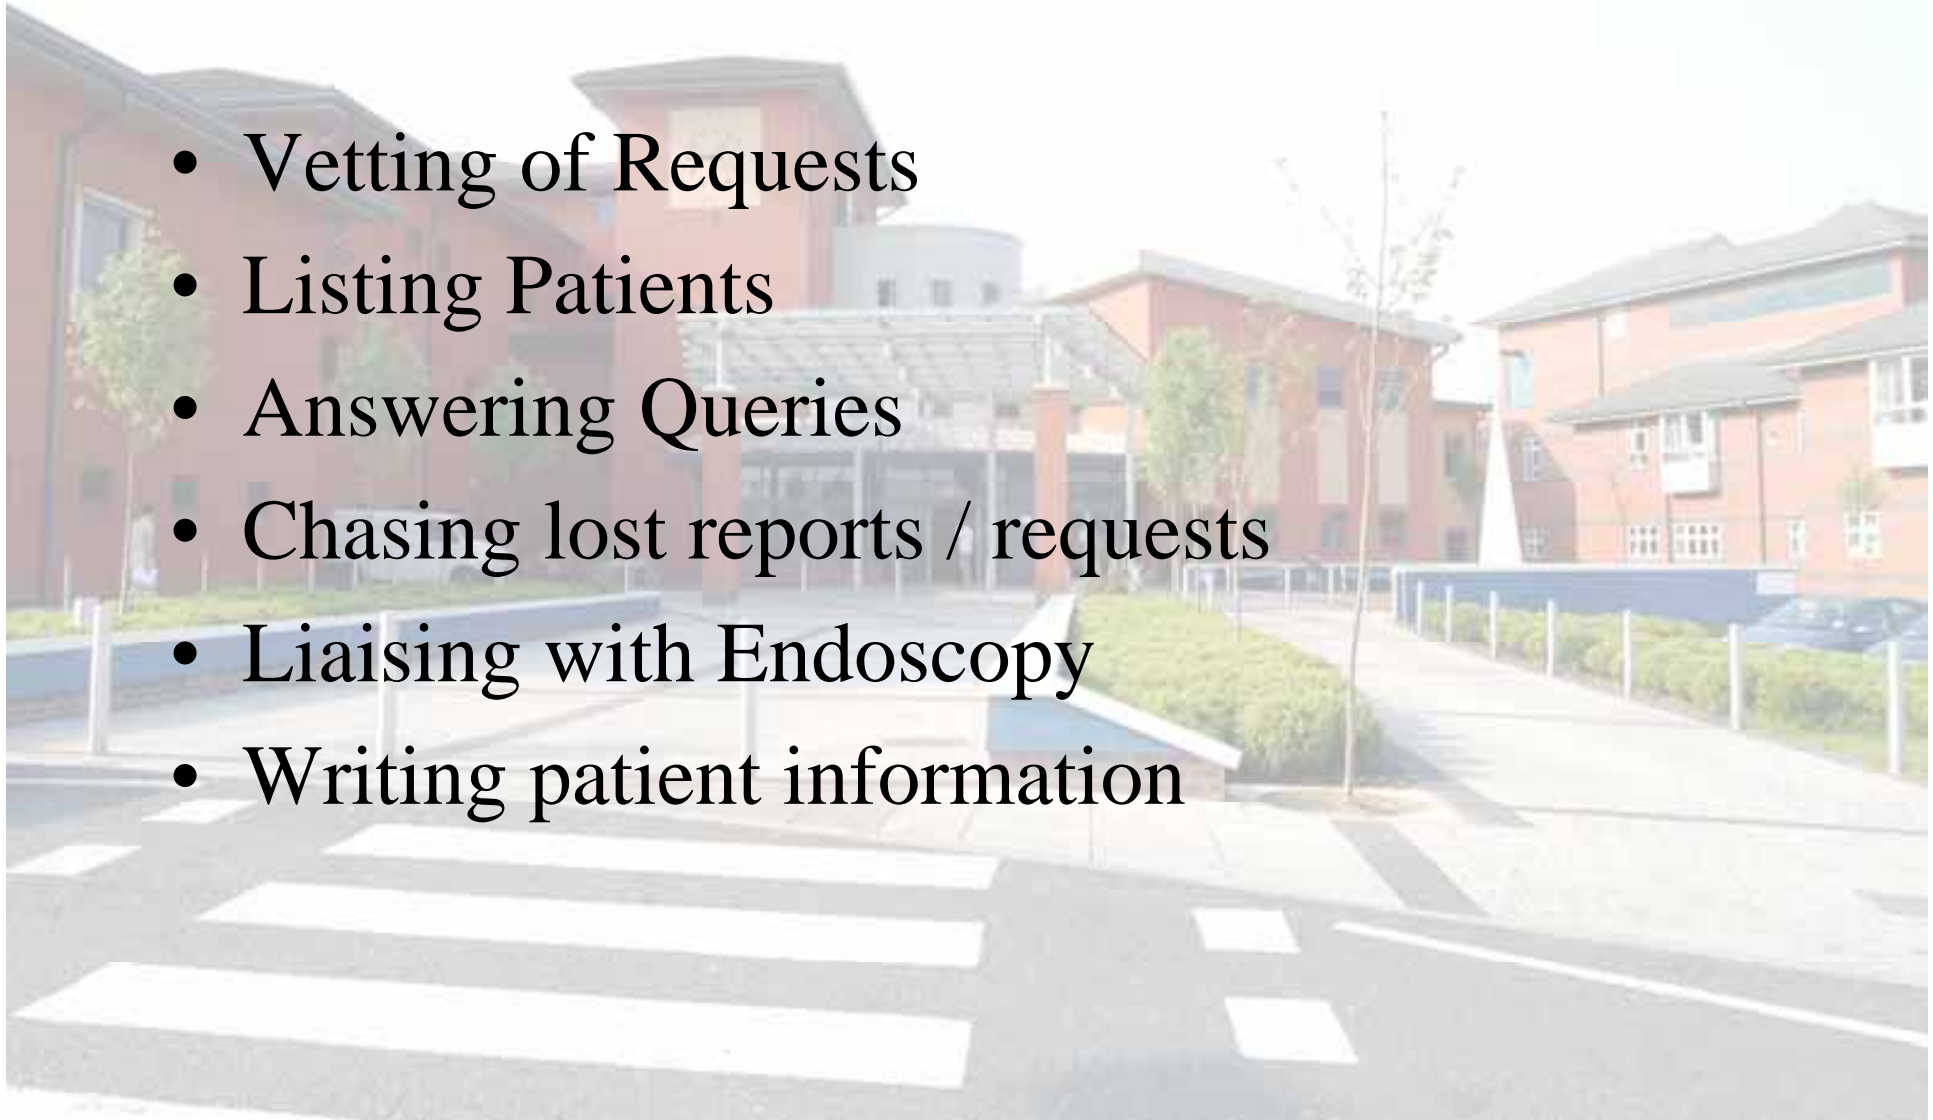 • Vetting of Requests
• Listing Patients
• Answering Queries
• Chasing lost reports / requests
• Liaising with Endoscopy
• Writing patient information